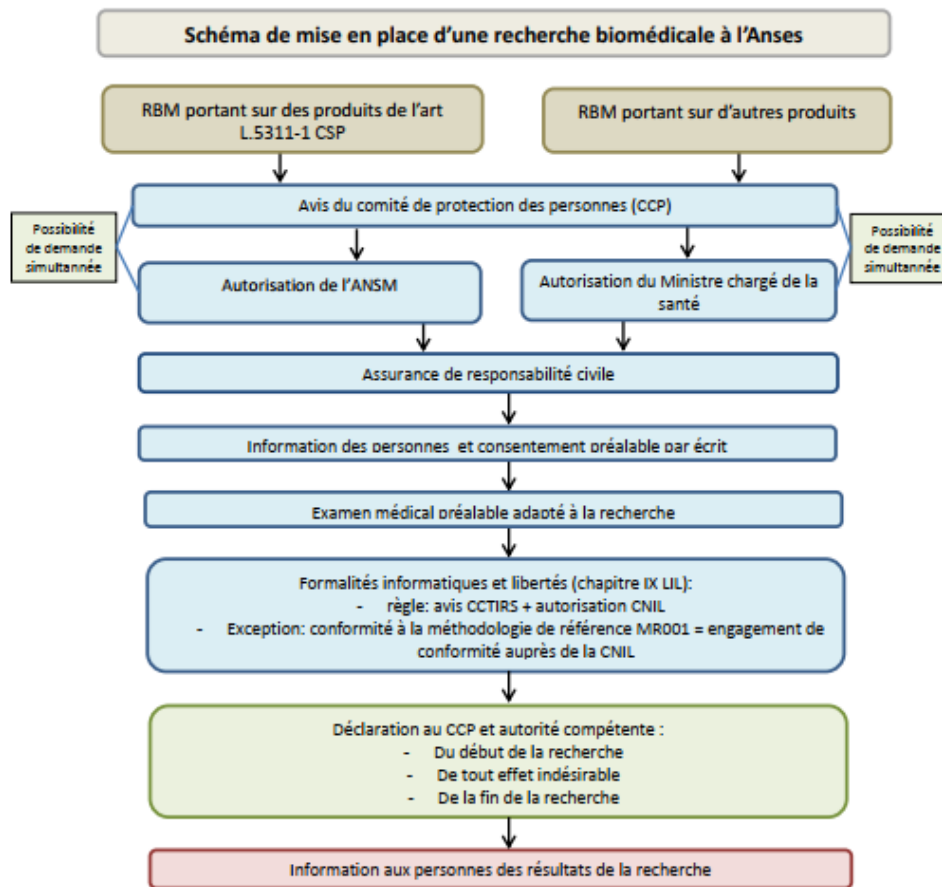 Schéma de mise en place d'une recherche biomédicale à l'Anses
RBM portant sur des produits de l'art
L.5311-1 CSP
RBM portant sur d'autres produits
Avis du comité de protection des personnes (CCP)
Possibilité
de demande
simultannée
Possibilité
de demande
simultannée
Autorisation de l'ANSM
Autorisation du Ministre chargé de la
santé
Assurance de responsabilité civile
Information des personnes et consentement préalable par écrit
Examen médical préalable adapté à la recherche
Formalités informatiques et libertés (chapitre IX LIL):
- règle: avis CCTIRS + autorisation CNIL
- Exception: conformité à la méthodologie de référence MR001 = engagement de
conformité auprès de la CNIL
Déclaration au CCP et autorité compétente :
- Du début de la recherche
- De tout effet indésirable
- De la fin de la recherche
Information aux personnes des résultats de la recherche